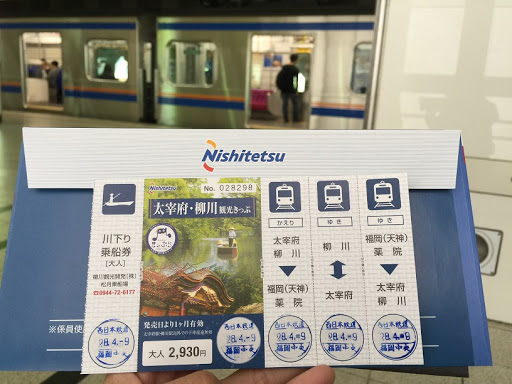 Nishitetsu
川下り
乗船券
[大人]
柳川観光開発(株)
松月乗船場
☎0944-72-6177
Nishitetsu
No. 028298
太宰府・柳川観光きっぷ
発売日より1ヶ月有効
大人 2,930円
かえり
太宰府
柳川
福岡(天神)
薬院
ゆき
柳川
太宰府
ゆき
福岡(天神)
薬院
太宰府
柳川
※係員使
西日本鉄道
28.4.-9
福岡
西日本鉄道
28.4.-9
福岡
西日本鉄道
28.4.-9
福岡
西日本鉄道
28.4.-9
福岡